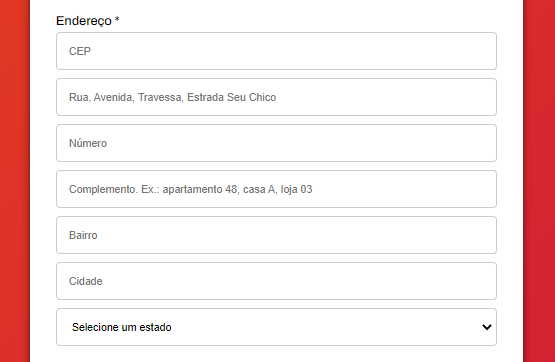 Endereço *
CEP
Rua, Avenida, Travessa, Estrada Seu Chico
Número
Complemento. Ex.: apartamento 48, casa A, loja 03
Bairro
Cidade
Selecione um estado